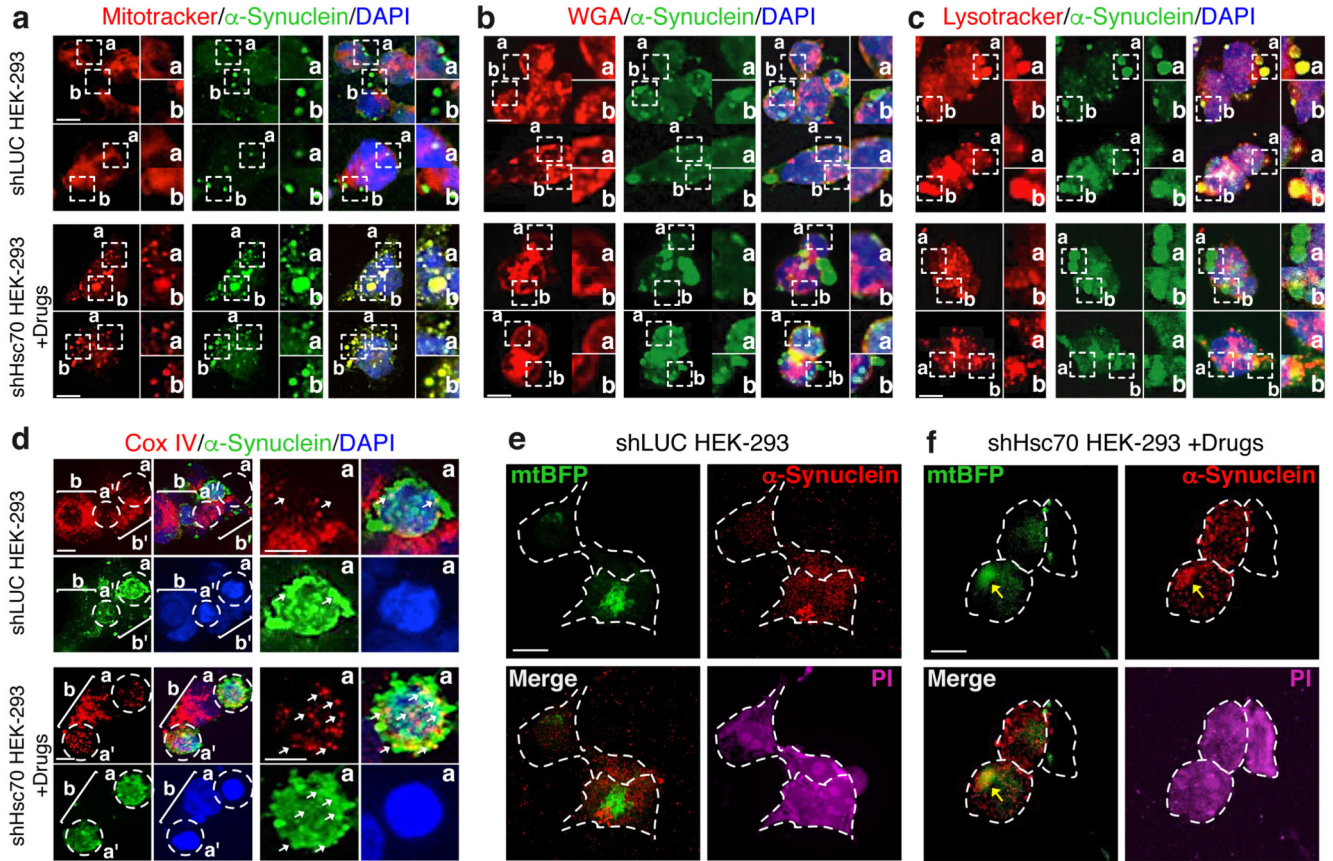 a
Mitotracker/α-Synuclein/DAPI
shLUC HEK-293
a a a a
b b b b
a a a a
b b b b
shHsc70 HEK-293
+Drugs
a a a a
b b b b
a a a a
b b b b
b
WGA/α-Synuclein/DAPI
a a a a a a
b b b b b b
a a a a a a
b b b b b b
a a a a a a
b b b b b b
a a a a a a
b b b b b b
c
Lysotracker/α-Synuclein/DAPI
a a a a a a
b b b b b b
a a a a a a
b b b b b b
a a a a a a
b b b b b b
a a a a a a
b b b b b b
d
Cox IV/α-Synuclein/DAPI
shLUC HEK-293
b a'' a b' b a'' a b' a a
b a'' a b' b a'' a b' a a
shHsc70 HEK-293
+Drugs
b a a' b a a' a a
b a a' b a a' a a
e
shLUC HEK-293
mtBFP α-Synuclein
Merge PI
f
shHsc70 HEK-293 +Drugs
mtBFP α-Synuclein
Merge PI